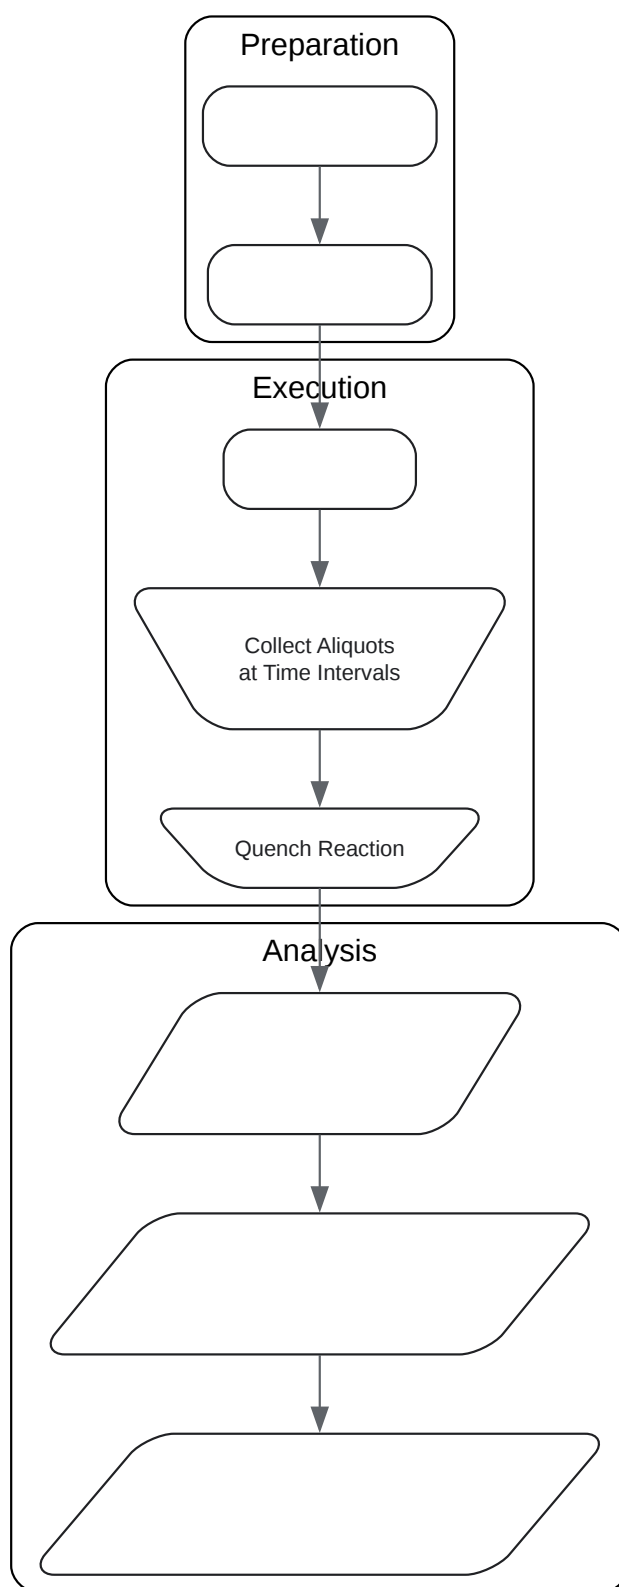 Preparation
Execution
Collect Aliquots
at Time Intervals
Quench Reaction
Analysis